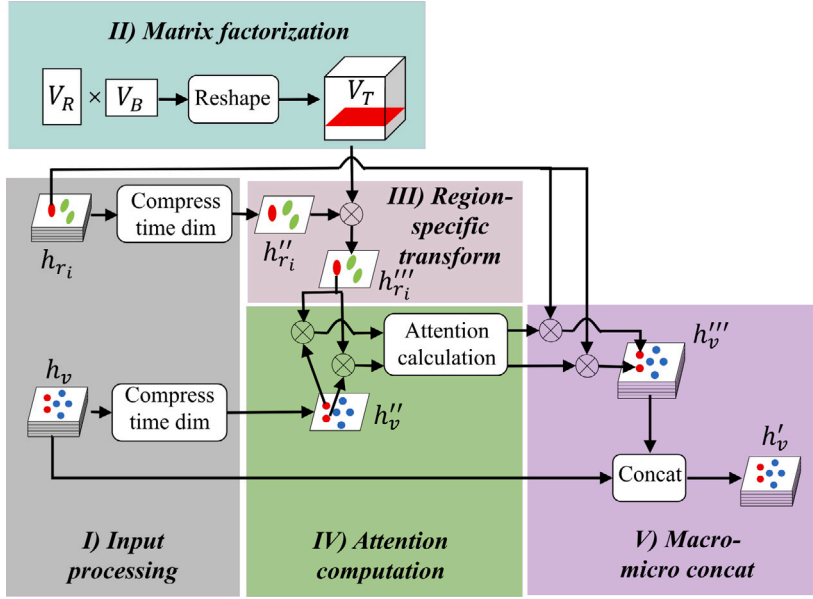 II) Matrix factorization
V_R × V_B
Reshape
V_T
Compress
time dim
h_{r_i}
h''_{r_i}
III) Region-
specific
transform
h'''_{r_i}
Attention
calculation
h'''_v
h_v
Compress
time dim
h''_v
Concat
h'_v
I) Input
processing
IV) Attention
computation
V) Macro-
micro concat